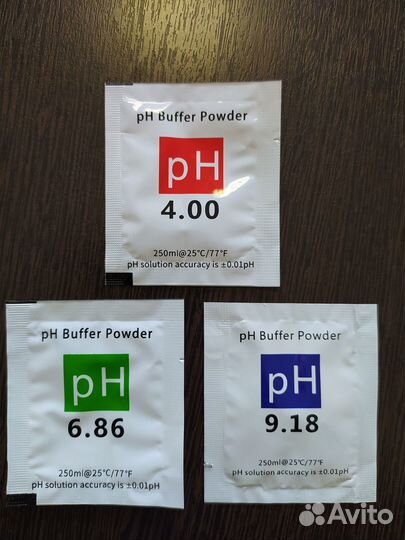 pH Buffer Powder
pH
4.00
250ml@25℃/77℉
pH solution accuracy is ±0.01pH
pH Buffer Powder
pH
6.86
250ml@25℃/77℉
pH solution accuracy is ±0.01pH
pH Buffer Powder
pH
9.18
250ml@25℃/77℉
pH solution accuracy is ±0.01pH
Avito